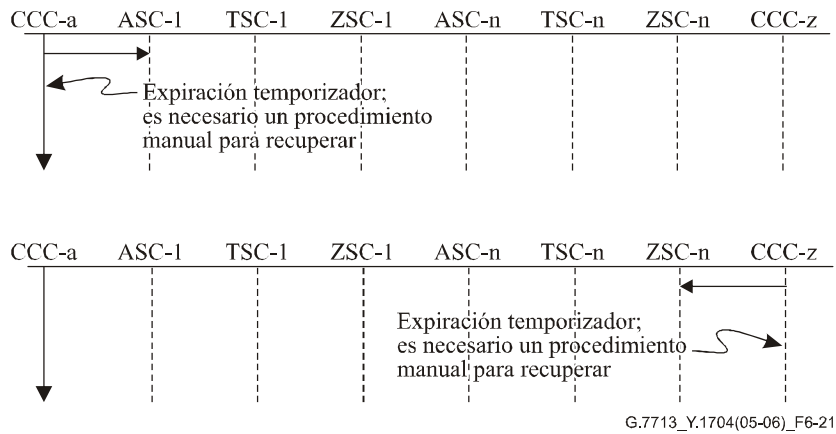 CCC-a ASC-1 TSC-1 ZSC-1 ASC-n TSC-n ZSC-n CCC-z
Expiración temporizador;
es necesario un procedimiento
manual para recuperar
CCC-a ASC-1 TSC-1 ZSC-1 ASC-n TSC-n ZSC-n CCC-z
Expiración temporizador;
es necesario un procedimiento
manual para recuperar
G.7713_Y.1704(05-06)_F6-21